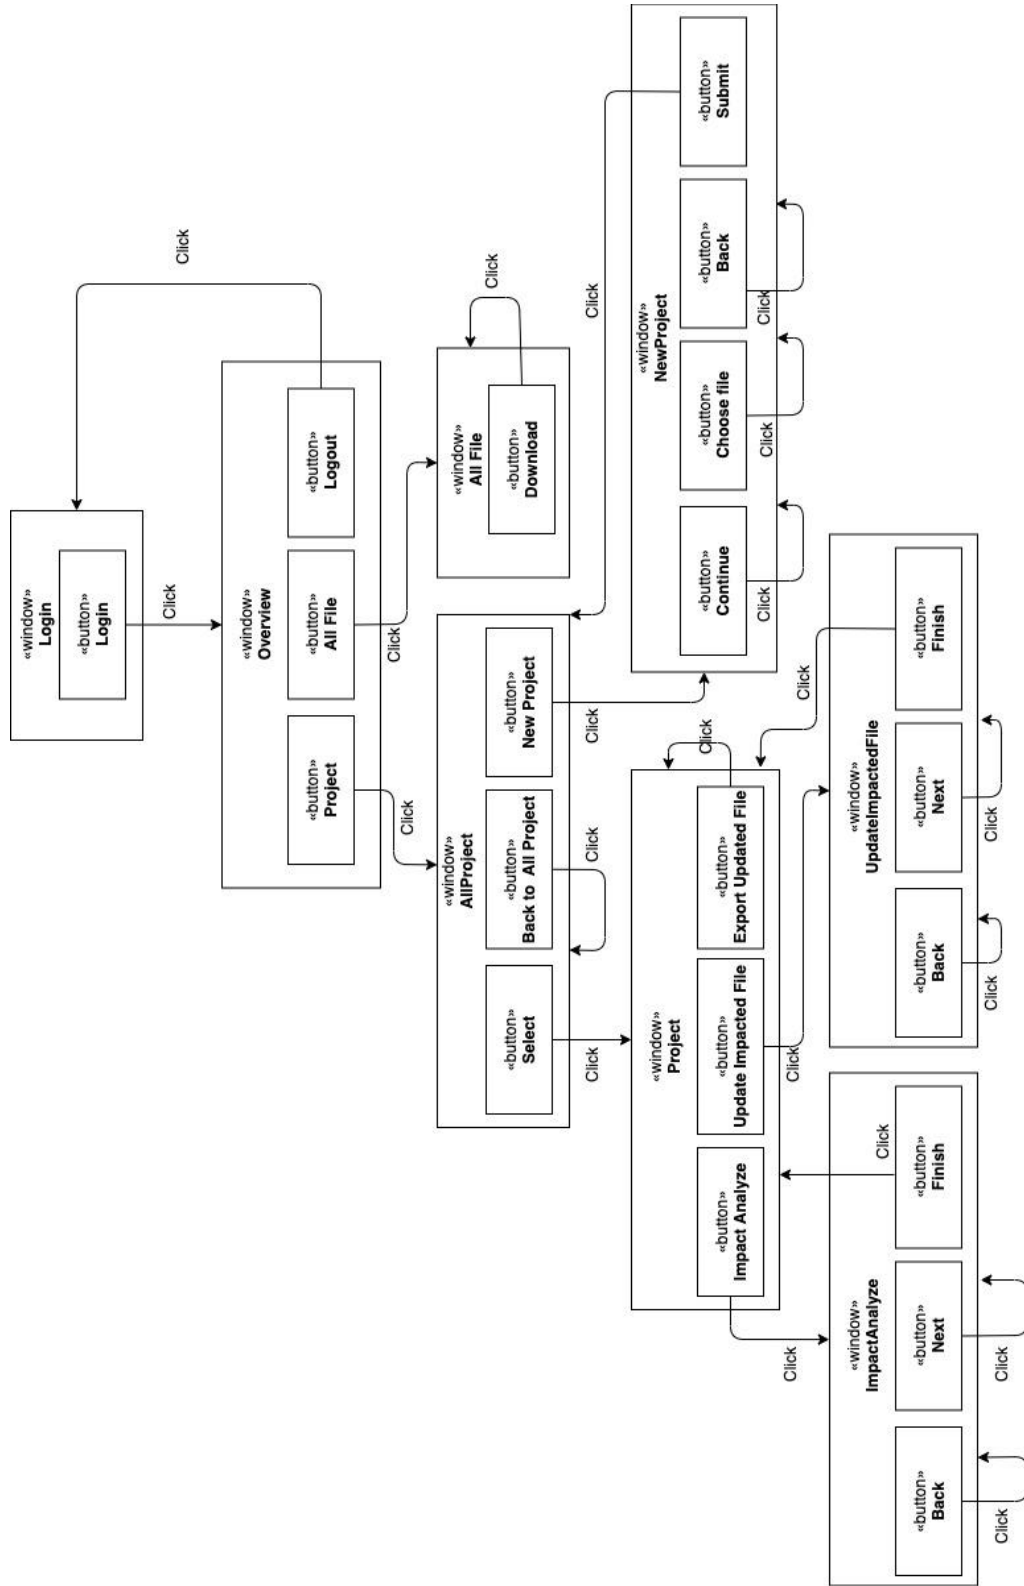 «window»
Login
«button»
Login
Click
Click
«window»
Overview
«button»
Project
«button»
All File
«button»
Logout
Click
Click
«window»
AllProject
«button»
Select
«button»
Back to All Project
«button»
New Project
Click
Click
Click
«window»
All File
«button»
Download
Click
«window»
Project
«button»
Impact Analyze
«button»
Update Impacted File
«button»
Export Updated File
Click
Click
Click
«window»
NewProject
«button»
Continue
«button»
Choose file
«button»
Back
«button»
Submit
Click
Click
Click
Click
«window»
ImpactAnalyze
«button»
Back
«button»
Next
«button»
Finish
Click
Click
Click
«window»
UpdateImpactedFile
«button»
Back
«button»
Next
«button»
Finish
Click
Click
Click